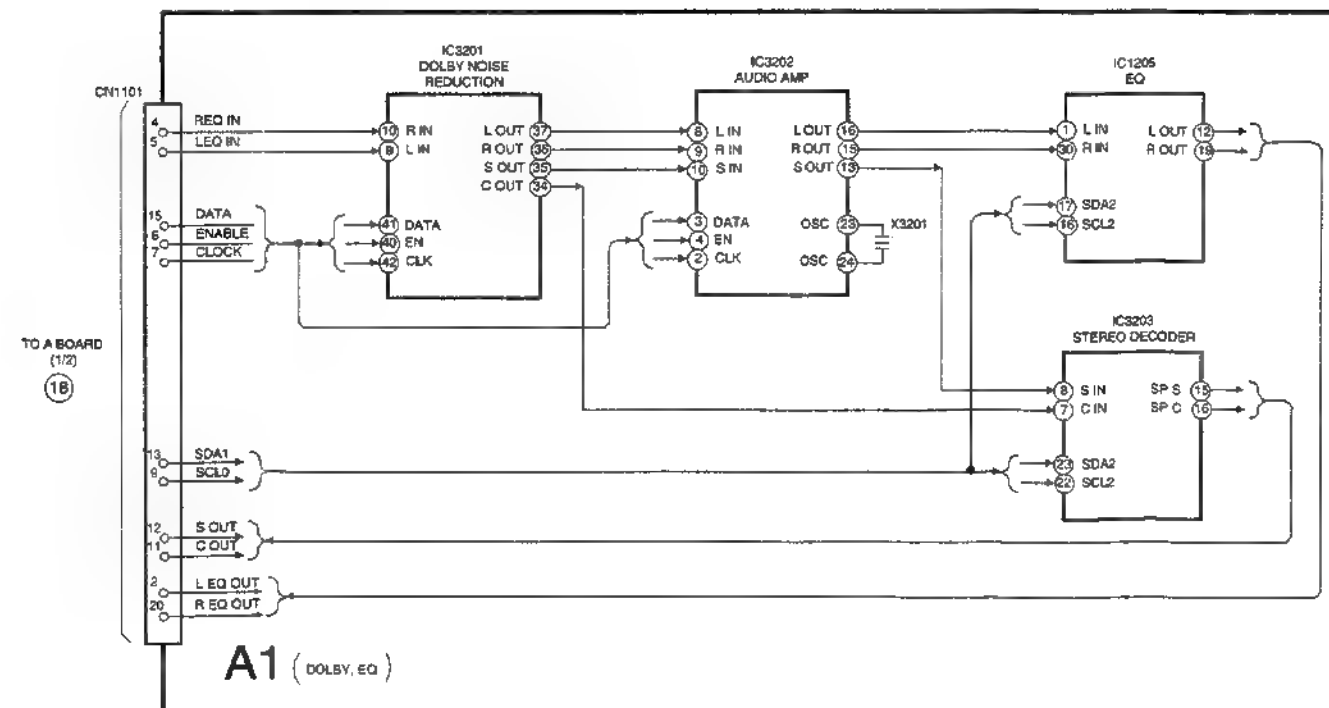 IC3201
DOLBY NOISE
REDUCTION
IC3202
AUDIO AMP
IC1205
EQ
CN1101
4 REQ IN
5 LEQ IN
10 R IN
L OUT 37
R OUT 36
S OUT 35
C OUT 34
8 L IN
9 R IN
10 S IN
L OUT 16
R OUT 15
S OUT 13
1 L IN
30 R IN
L OUT 12
R OUT 19
L IN
15 DATA
6 ENABLE
7 CLOCK
41 DATA
40 EN
42 CLK
3 DATA
4 EN
2 CLK
OSC 23
OSC 24
X3201
17 SDA2
16 SCL2
IC3203
STEREO DECODER
TO A BOARD
(1/2)
18
8 S IN
7 C IN
SP S 15
SP C 16
13 SDA1
9 SCL0
23 SDA2
22 SCL2
12 S OUT
11 C OUT
2 L EQ OUT
20 R EQ OUT
A1 (DOLBY, EQ)